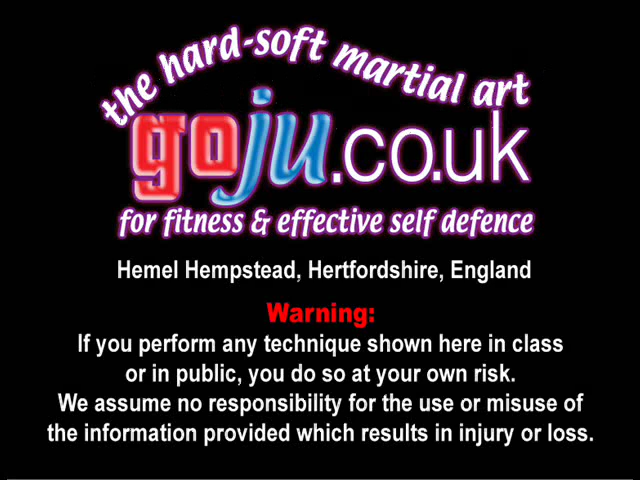 the hard-soft martial art
goju.co.uk
for fitness & effective self defence
Hemel Hempstead, Hertfordshire, England
Warning:
If you perform any technique shown here in class
or in public, you do so at your own risk.
We assume no responsibility for the use or misuse of
the information provided which results in injury or loss.